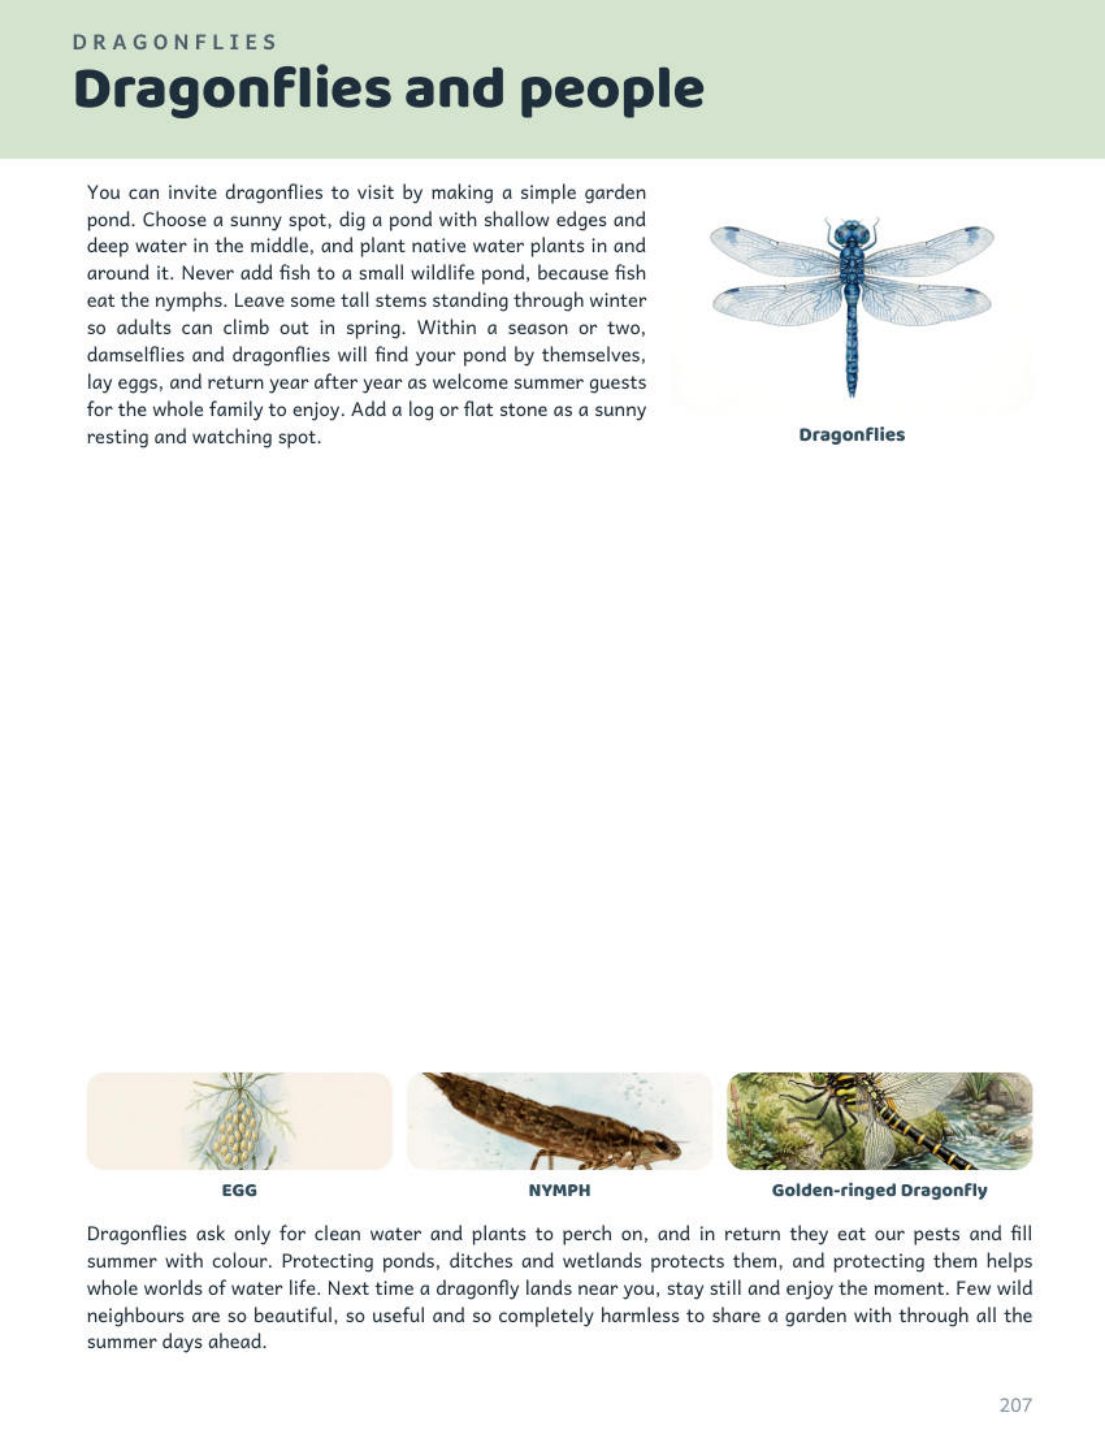 DRAGONFLIES
Dragonflies and people
You can invite dragonflies to visit by making a simple garden
pond. Choose a sunny spot, dig a pond with shallow edges and
deep water in the middle, and plant native water plants in and
around it. Never add fish to a small wildlife pond, because fish
eat the nymphs. Leave some tall stems standing through winter
so adults can climb out in spring. Within a season or two,
damselflies and dragonflies will find your pond by themselves,
lay eggs, and return year after year as welcome summer guests
for the whole family to enjoy. Add a log or flat stone as a sunny
resting and watching spot.
Dragonflies
EGG
NYMPH
Golden-ringed Dragonfly
Dragonflies ask only for clean water and plants to perch on, and in return they eat our pests and fill
summer with colour. Protecting ponds, ditches and wetlands protects them, and protecting them helps
whole worlds of water life. Next time a dragonfly lands near you, stay still and enjoy the moment. Few wild
neighbours are so beautiful, so useful and so completely harmless to share a garden with through all the
summer days ahead.
207